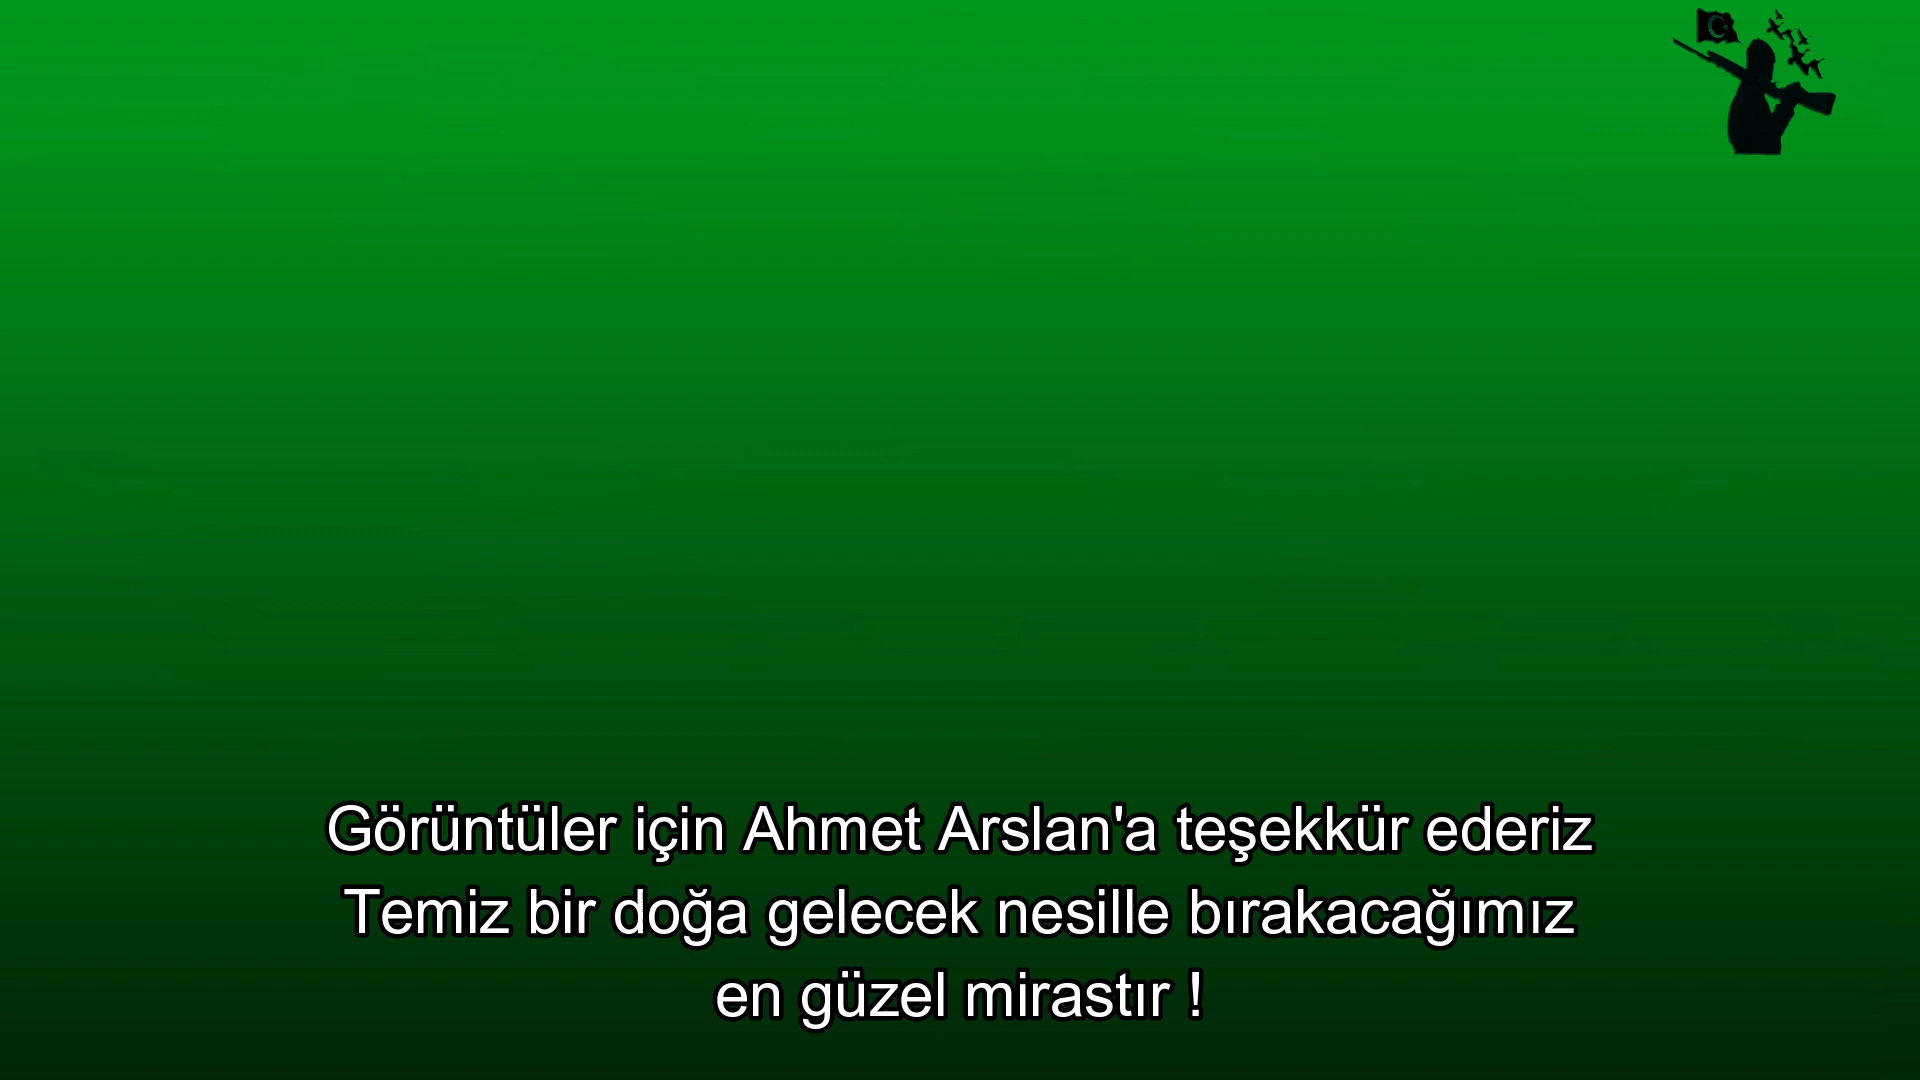 Görüntüler için Ahmet Arslan'a teşekkür ederiz
Temiz bir doğa gelecek nesille bırakacağımız
en güzel mirastır !